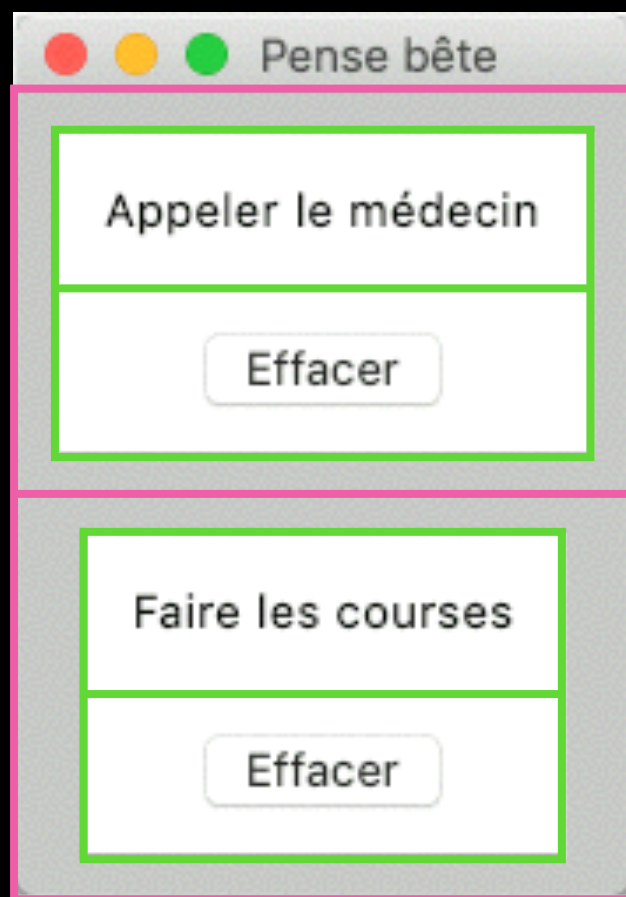 Pense bête
Appeler le médecin
Effacer
Faire les courses
Effacer